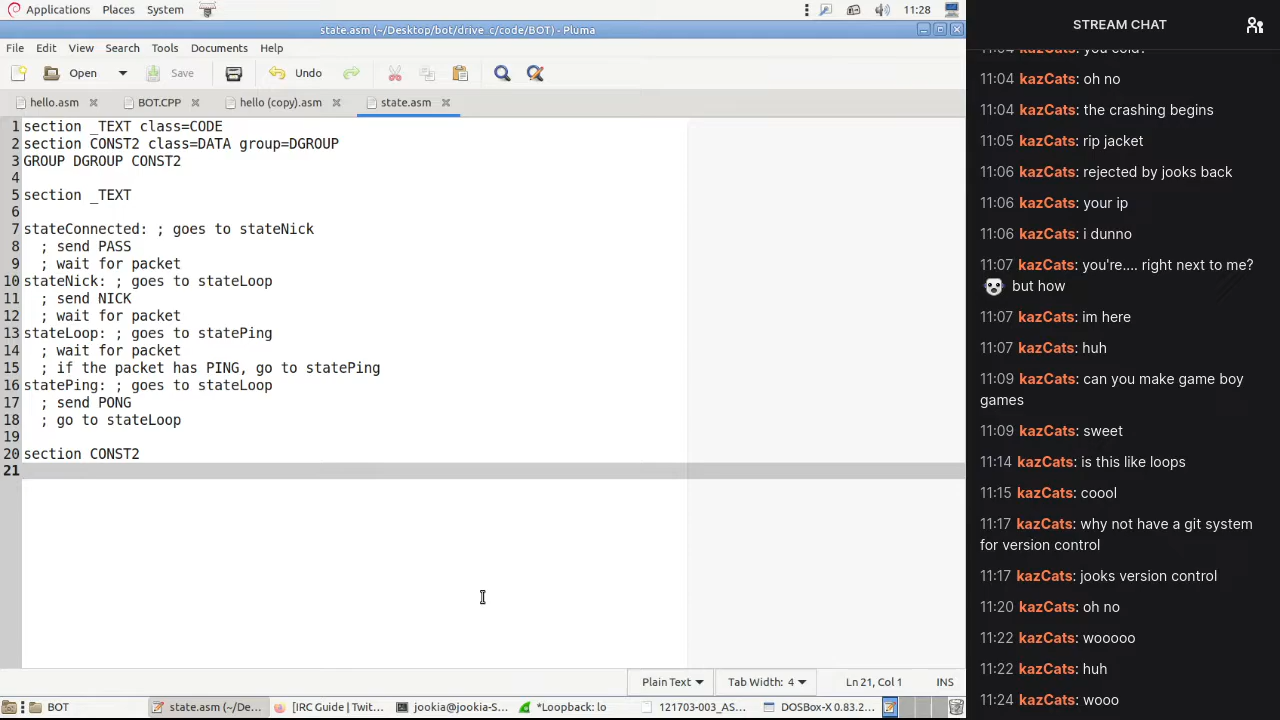 Applications Places System
11:28
state.asm (~/Desktop/bot/drive_c/code/BOT) - Pluma
File Edit View Search Tools Documents Help
Open Save Undo
hello.asm BOT.CPP hello (copy).asm state.asm
1 section _TEXT class=CODE
2 section CONST2 class=DATA group=DGROUP
3 GROUP DGROUP CONST2
4
5 section _TEXT
6
7 stateConnected: ; goes to stateNick
8 ; send PASS
9 ; wait for packet
10 stateNick: ; goes to stateLoop
11 ; send NICK
12 ; wait for packet
13 stateLoop: ; goes to statePing
14 ; wait for packet
15 ; if the packet has PING, go to statePing
16 statePing: ; goes to stateLoop
17 ; send PONG
18 ; go to stateLoop
19
20 section CONST2
21
Plain Text Tab Width: 4 Ln 21, Col 1 INS
BOT state.asm (~/De... [IRC Guide | Twit... jookia@jookia-S... *Loopback: lo 121703-003_AS... DOSBox-X 0.83.2...
STREAM CHAT
11:04 kazCats: you cold?
11:04 kazCats: oh no
11:04 kazCats: the crashing begins
11:05 kazCats: rip jacket
11:06 kazCats: rejected by jooks back
11:06 kazCats: your ip
11:06 kazCats: i dunno
11:07 kazCats: you're.... right next to me?
but how
11:07 kazCats: im here
11:07 kazCats: huh
11:09 kazCats: can you make game boy
games
11:09 kazCats: sweet
11:14 kazCats: is this like loops
11:15 kazCats: coool
11:17 kazCats: why not have a git system
for version control
11:17 kazCats: jooks version control
11:20 kazCats: oh no
11:22 kazCats: wooooo
11:22 kazCats: huh
11:24 kazCats: wooo